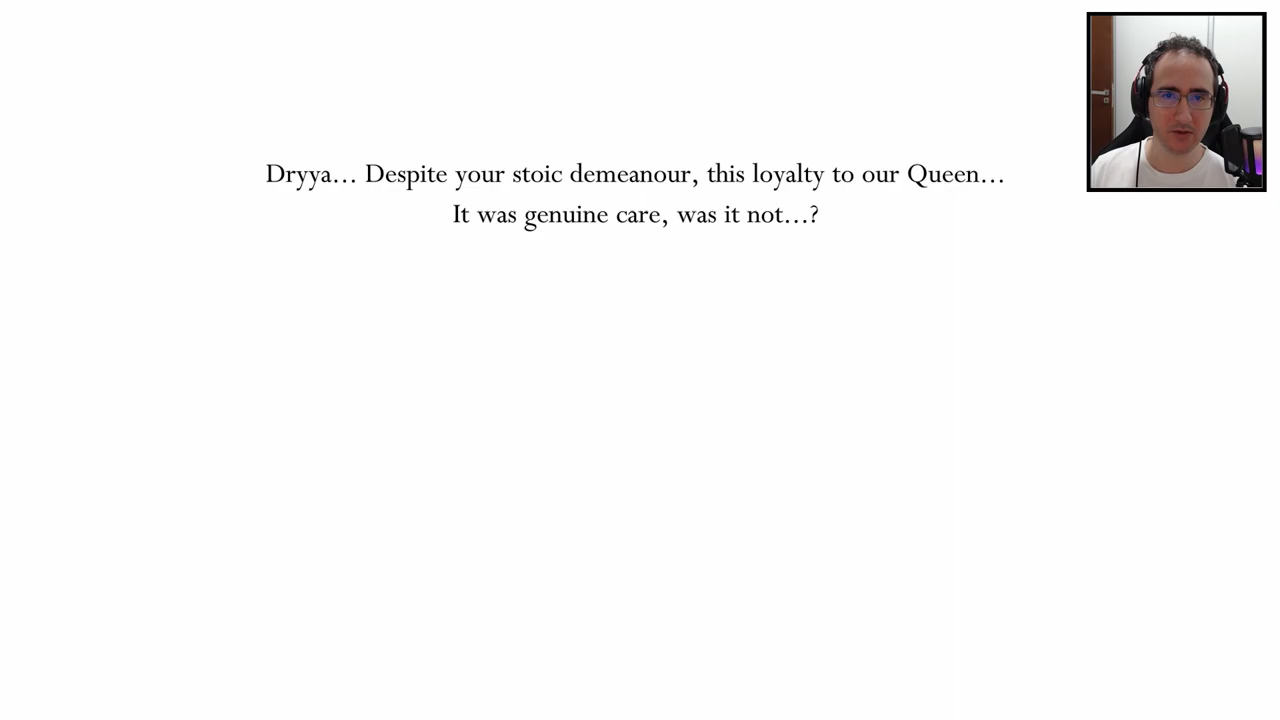 Dryya… Despite your stoic demeanour, this loyalty to our Queen…
It was genuine care, was it not…?